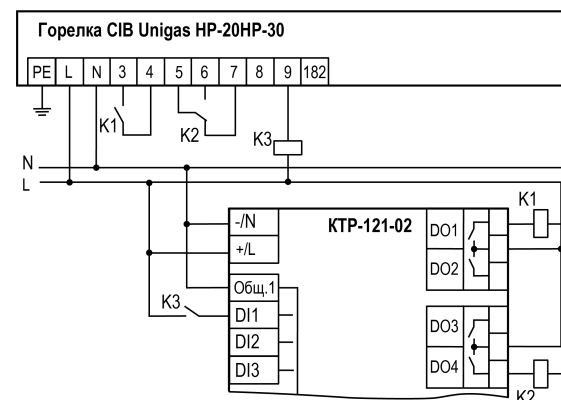 Горелка CIB Unigas HP-20HP-30
PE L N 3 4 5 6 7 8 9 182
K1
K2
K3
N
L
K1
-/N
КТР-121-02
DO1
+/L
DO2
Общ.1
K3
DI1
DO3
DI2
DI3
DO4
K2